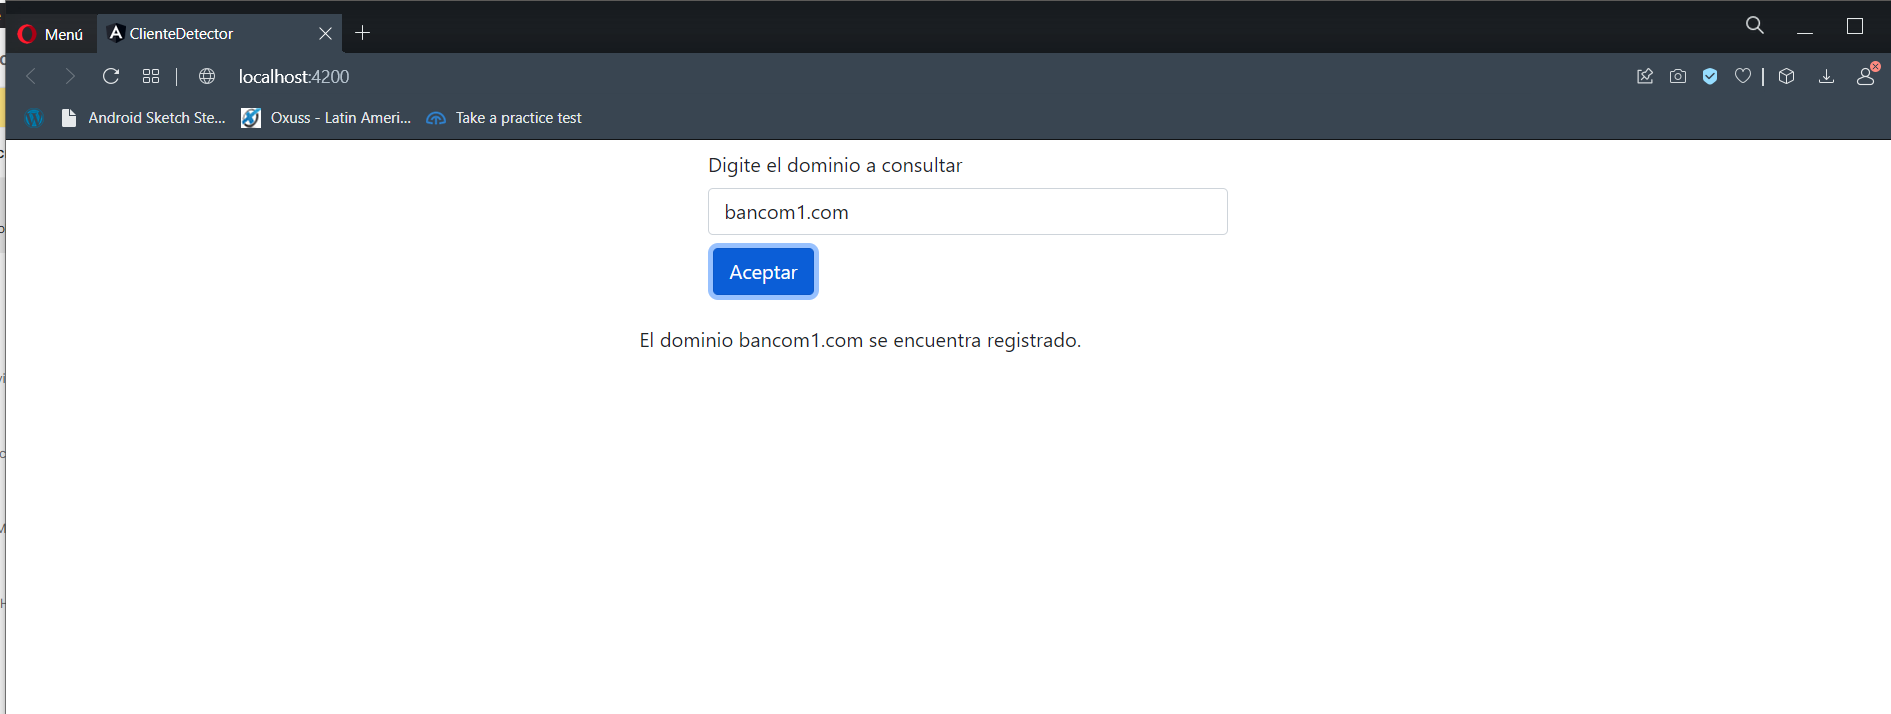 Menú
ClienteDetector
localhost:4200
Android Sketch Ste...
Oxuss - Latin Ameri...
Take a practice test
Digite el dominio a consultar
bancom1.com
Aceptar
El dominio bancom1.com se encuentra registrado.